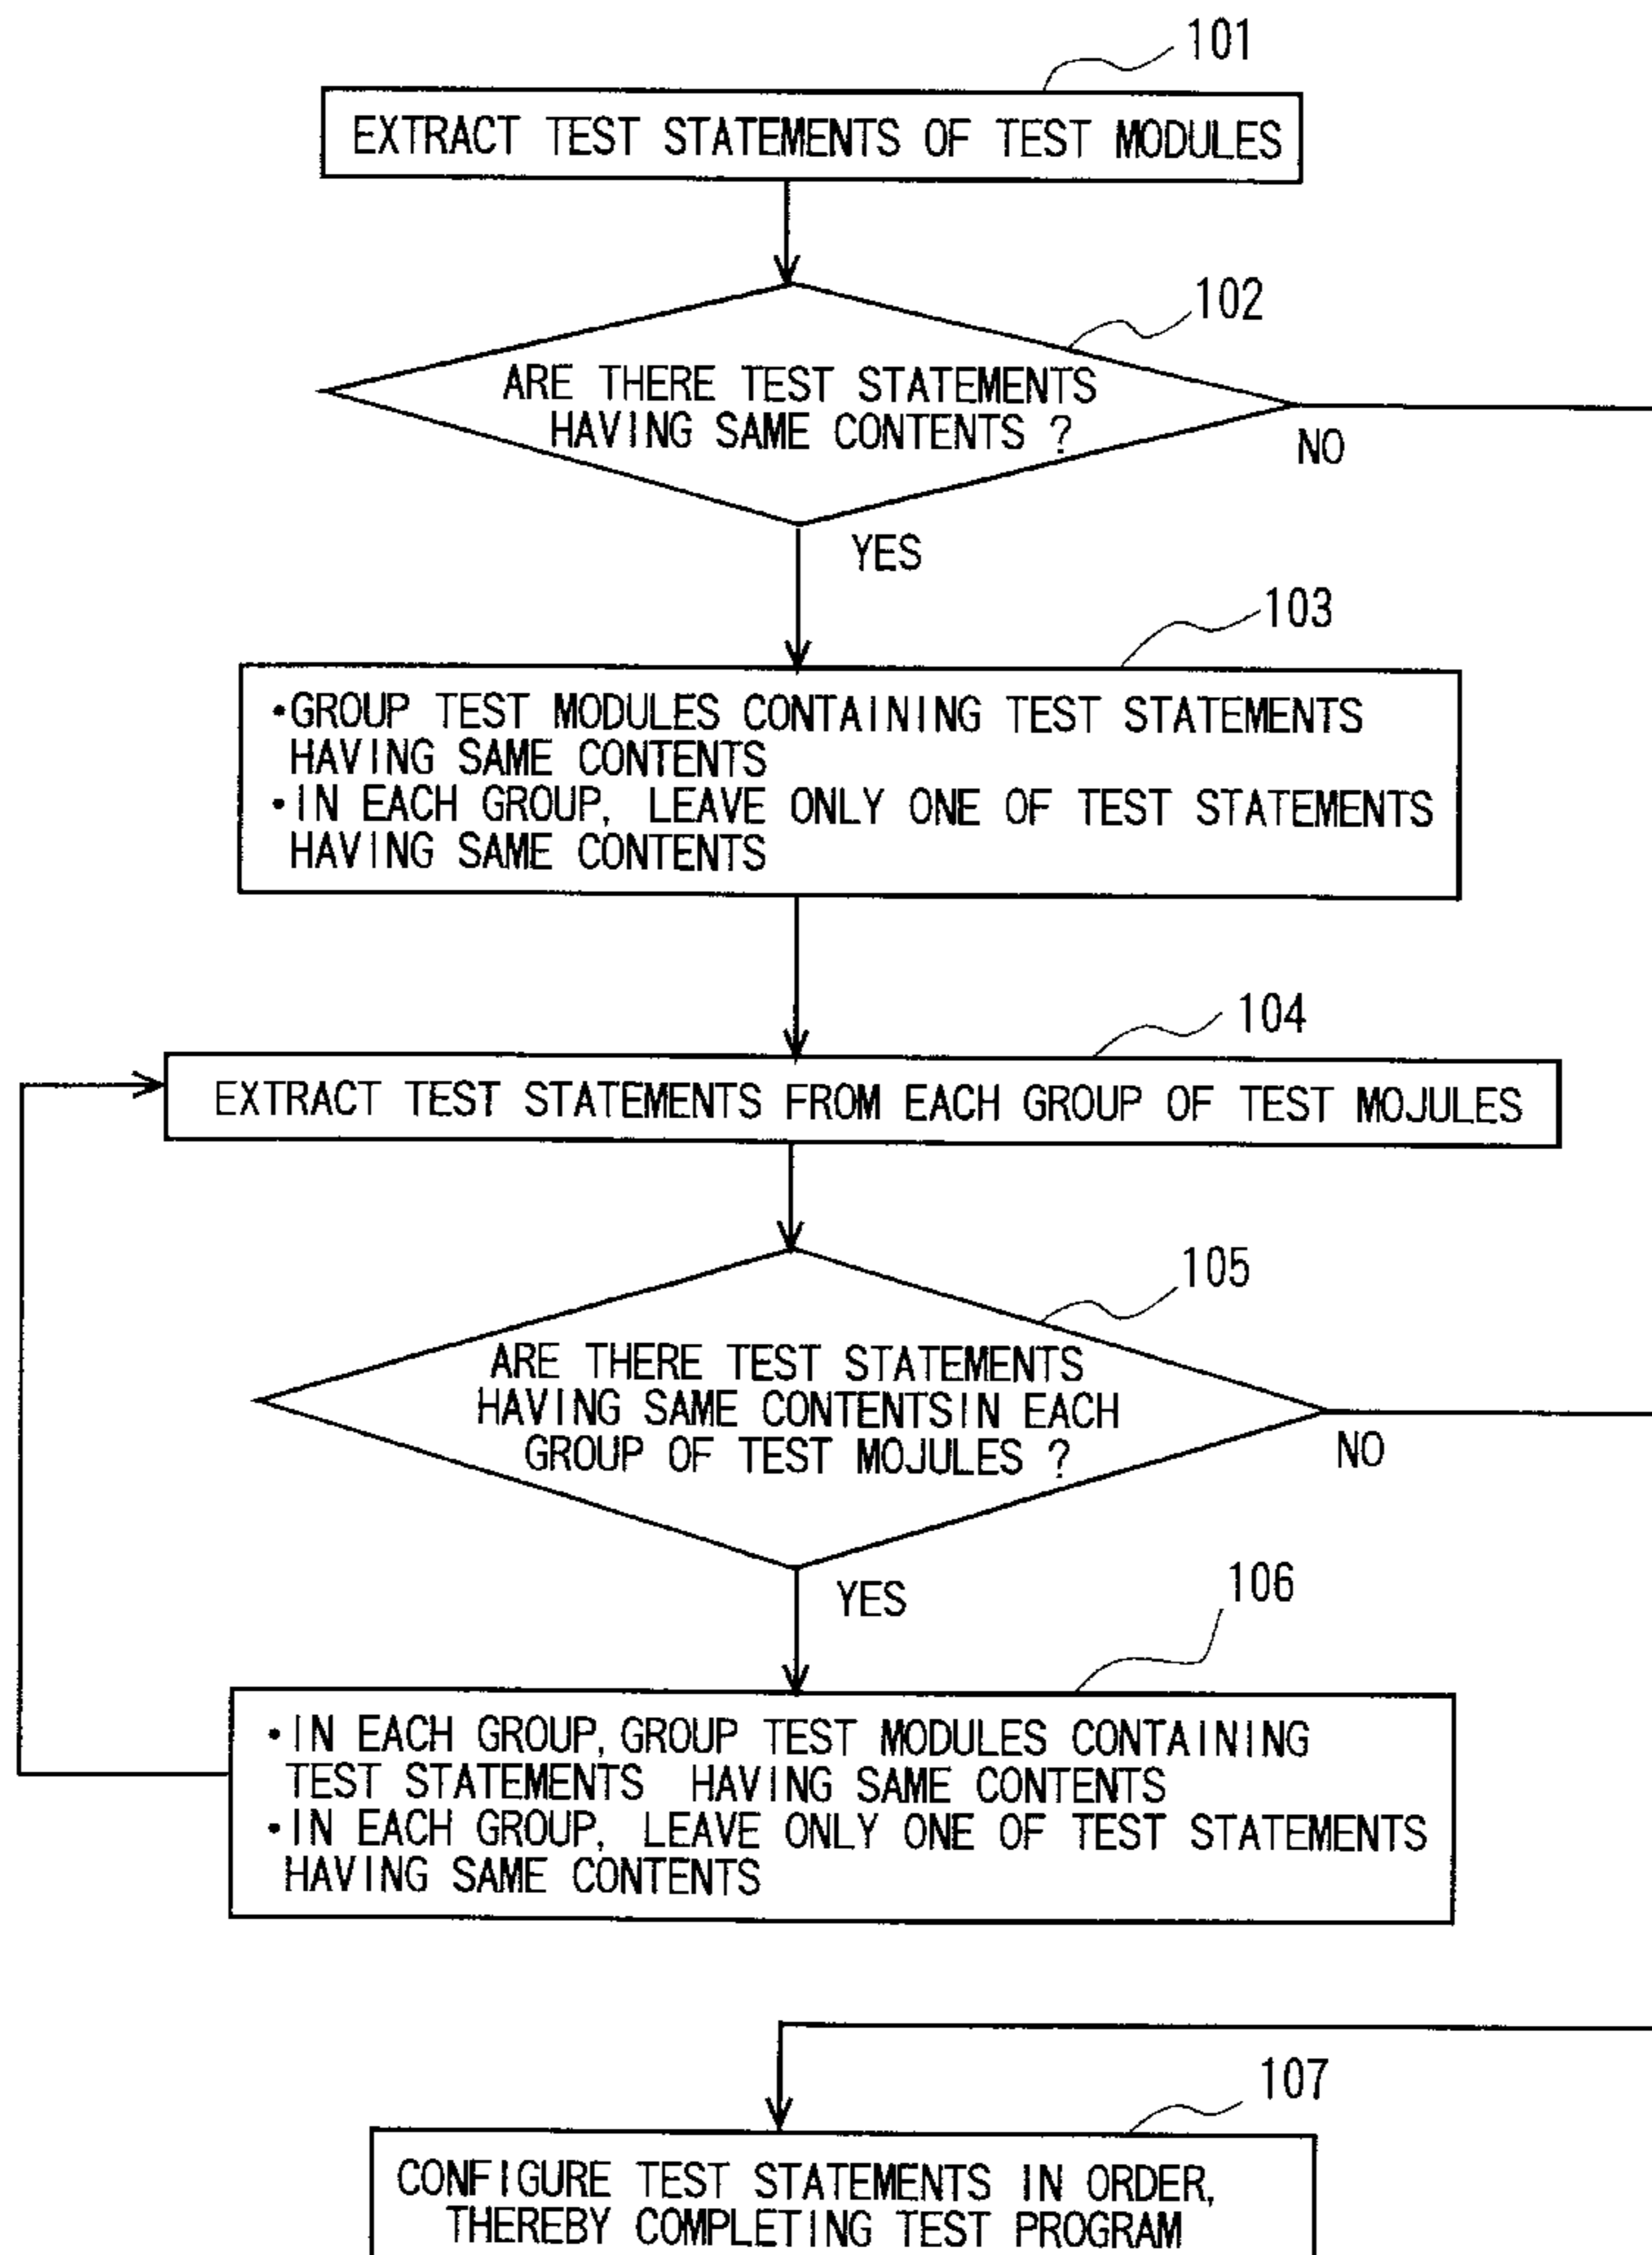 101
EXTRACT TEST STATEMENTS OF TEST MODULES
102
ARE THERE TEST STATEMENTS
HAVING SAME CONTENTS ?
NO
YES
103
•GROUP TEST MODULES CONTAINING TEST STATEMENTS
HAVING SAME CONTENTS
•IN EACH GROUP, LEAVE ONLY ONE OF TEST STATEMENTS
HAVING SAME CONTENTS
104
EXTRACT TEST STATEMENTS FROM EACH GROUP OF TEST MOJULES
105
ARE THERE TEST STATEMENTS
HAVING SAME CONTENTSIN EACH
GROUP OF TEST MOJULES ?
NO
YES
106
•IN EACH GROUP, GROUP TEST MODULES CONTAINING
TEST STATEMENTS HAVING SAME CONTENTS
•IN EACH GROUP, LEAVE ONLY ONE OF TEST STATEMENTS
HAVING SAME CONTENTS
107
CONFIGURE TEST STATEMENTS IN ORDER,
THEREBY COMPLETING TEST PROGRAM